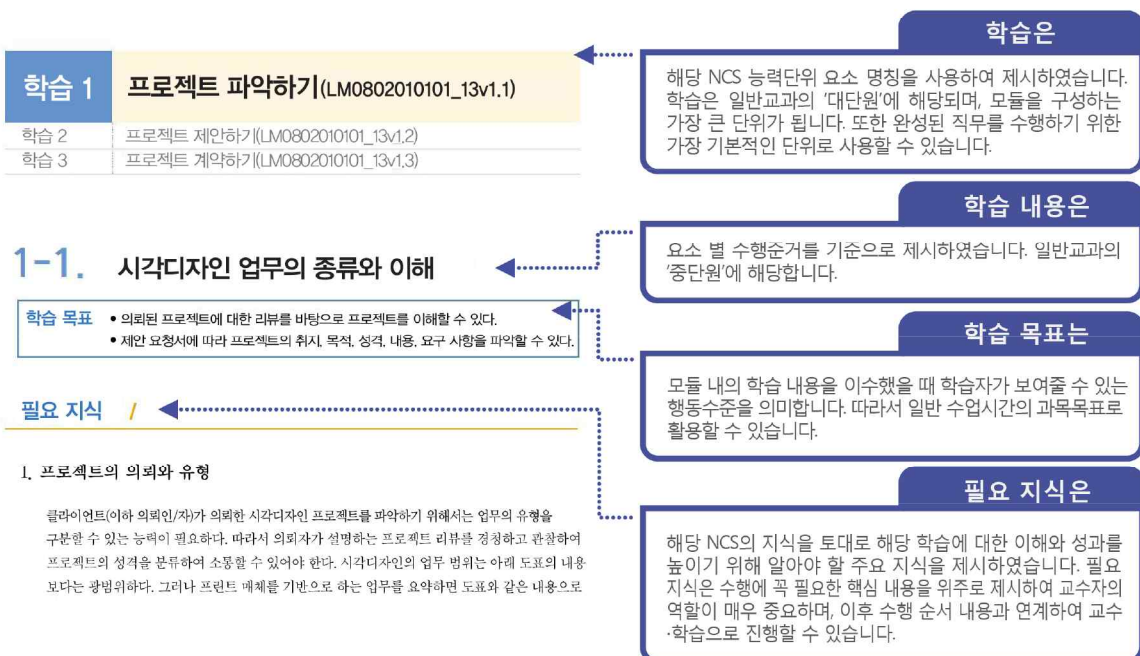 학습 1 프로젝트 파악하기(LM0802010101_13v1.1)
학습 2 프로젝트 제안하기(LM0802010101_13v1.2)
학습 3 프로젝트 계약하기(LM0802010101_13v1.3)
1-1. 시각디자인 업무의 종류와 이해
학습 목표 • 의뢰된 프로젝트에 대한 리뷰를 바탕으로 프로젝트를 이해할 수 있다.
• 제안 요청서에 따라 프로젝트의 취지, 목적, 성격, 내용, 요구 사항을 파악할 수 있다.
필요 지식 /
1. 프로젝트의 의뢰와 유형
클라이언트(이하 의뢰인/자)가 의뢰한 시각디자인 프로젝트를 파악하기 위해서는 업무의 유형을
구분할 수 있는 능력이 필요하다. 따라서 의뢰자가 설명하는 프로젝트 리뷰를 경청하고 관찰하여
프로젝트의 성격을 분류하여 소통할 수 있어야 한다. 시각디자인의 업무 범위는 아래 도표의 내용
보다는 광범위하다. 그러나 프린트 매체를 기반으로 하는 업무를 요약하면 도표와 같은 내용으로
학습은
해당 NCS 능력단위 요소 명칭을 사용하여 제시하였습니다.
학습은 일반교과의 '대단원'에 해당되며, 모듈을 구성하는
가장 큰 단위가 됩니다. 또한 완성된 직무를 수행하기 위한
가장 기본적인 단위로 사용할 수 있습니다.
학습 내용은
요소 별 수행준거를 기준으로 제시하였습니다. 일반교과의
'중단원'에 해당합니다.
학습 목표는
모듈 내의 학습 내용을 이수했을 때 학습자가 보여줄 수 있는
행동수준을 의미합니다. 따라서 일반 수업시간의 과목목표로
활용할 수 있습니다.
필요 지식은
해당 NCS의 지식을 토대로 해당 학습에 대한 이해와 성과를
높이기 위해 알아야 할 주요 지식을 제시하였습니다. 필요
지식은 수행에 꼭 필요한 핵심 내용을 위주로 제시하여 교수자의
역할이 매우 중요하며, 이후 수행 순서 내용과 연계하여 교수
·학습으로 진행할 수 있습니다.